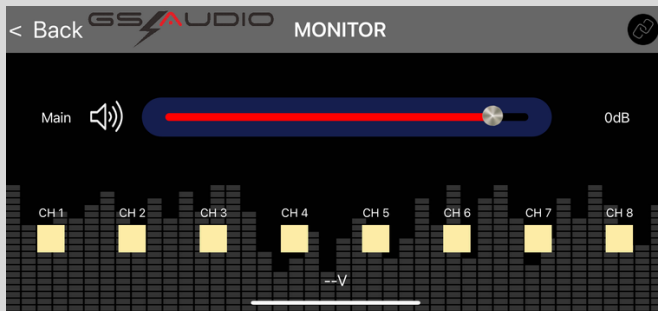 < Back GS AUDIO MONITOR
Main 0dB
CH 1 CH 2 CH 3 CH 4 CH 5 CH 6 CH 7 CH 8
--V